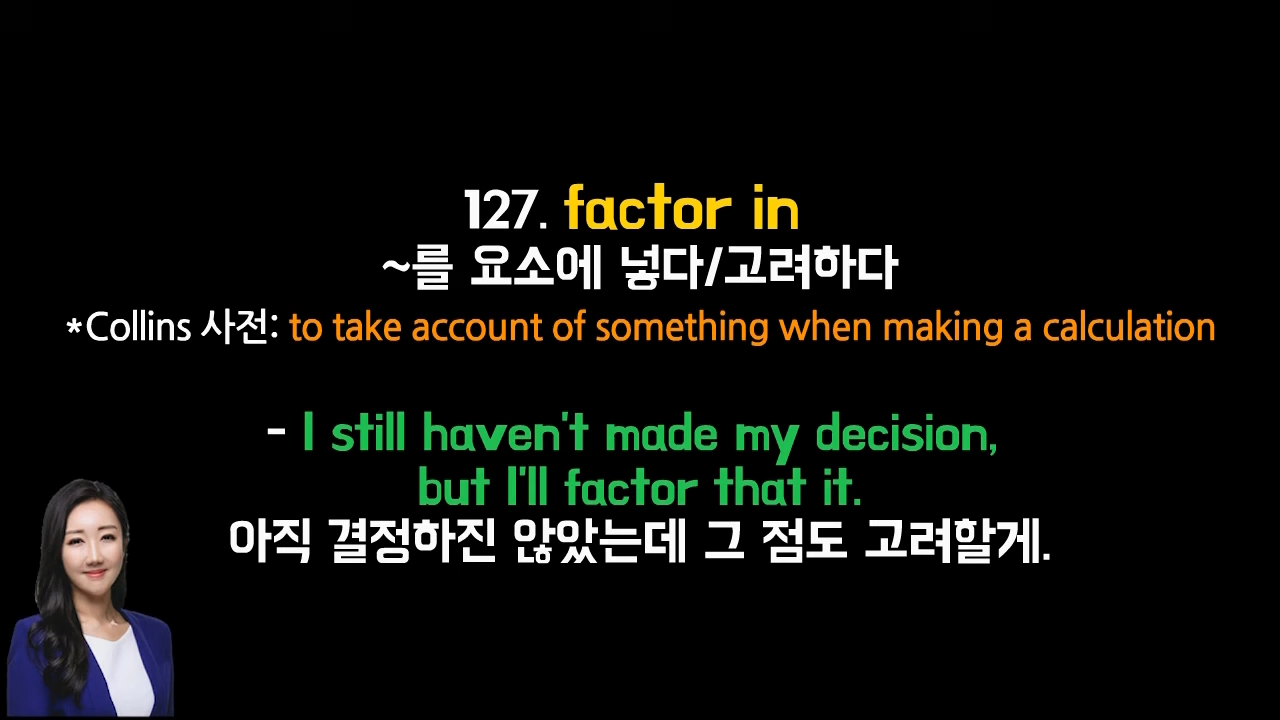 127. factor in
~를 요소에 넣다/고려하다
*Collins 사전: to take account of something when making a calculation
- I still haven't made my decision,
but I'll factor that it.
아직 결정하진 않았는데 그 점도 고려할게.